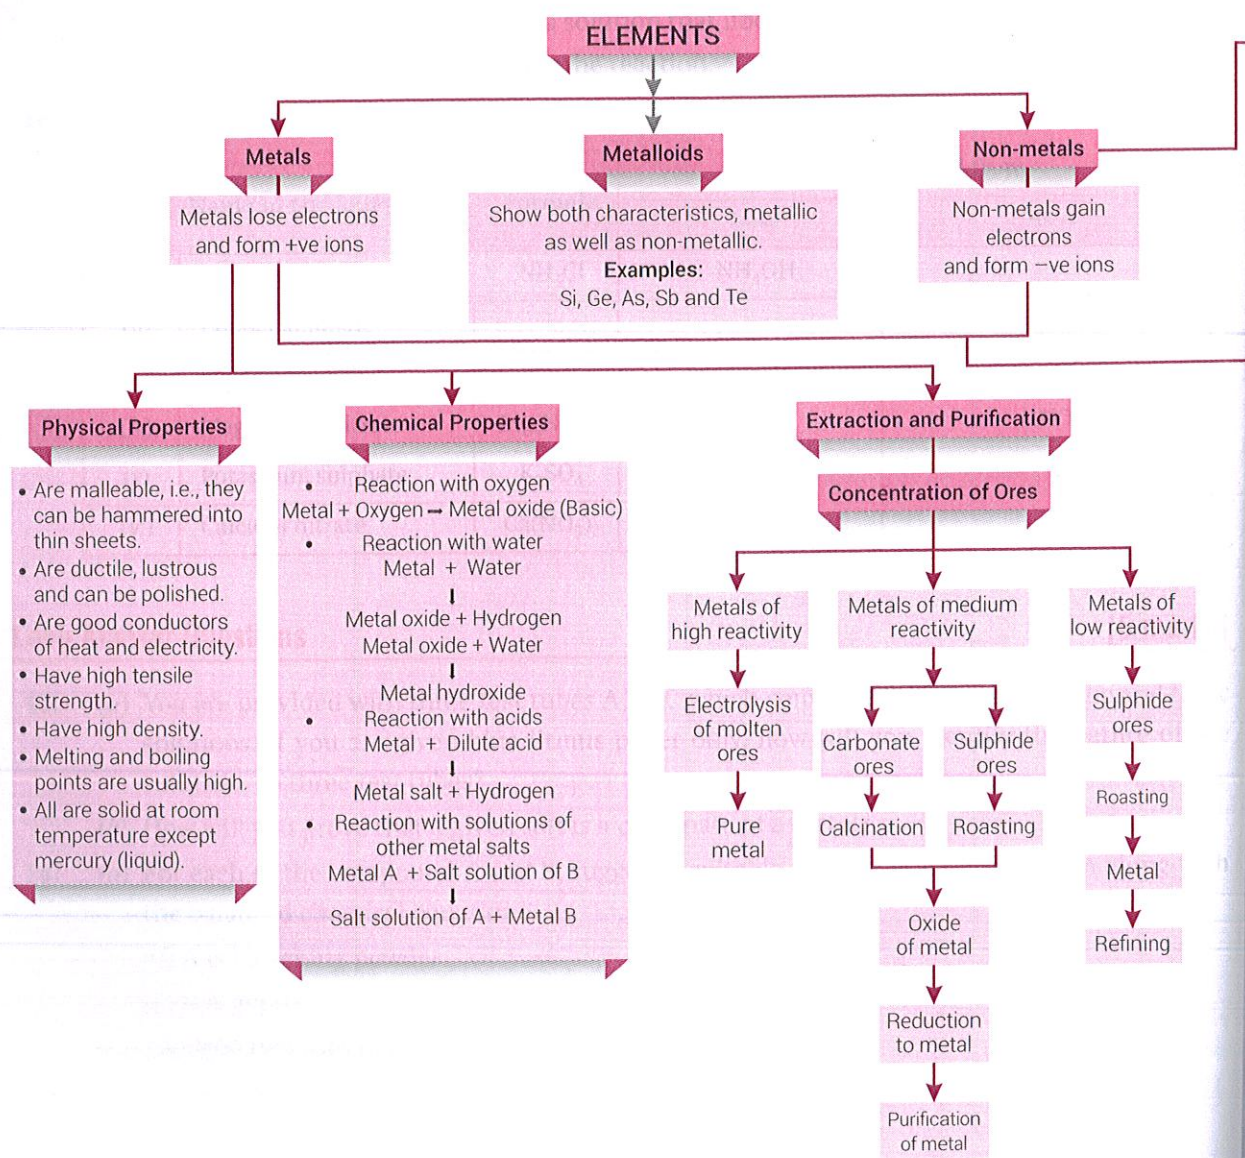 ELEMENTS
Metals
Metals lose electrons
and form +ve ions
Metalloids
Show both characteristics, metallic
as well as non-metallic.
Examples:
Si, Ge, As, Sb and Te
Non-metals
Non-metals gain
electrons
and form –ve ions
Physical Properties
• Are malleable, i.e., they
can be hammered into
thin sheets.
• Are ductile, lustrous
and can be polished.
• Are good conductors
of heat and electricity.
• Have high tensile
strength.
• Have high density.
• Melting and boiling
points are usually high.
• All are solid at room
temperature except
mercury (liquid).
Chemical Properties
• Reaction with oxygen
Metal + Oxygen → Metal oxide (Basic)
• Reaction with water
Metal + Water
↓
Metal oxide + Hydrogen
Metal oxide + Water
↓
Metal hydroxide
• Reaction with acids
Metal + Dilute acid
↓
Metal salt + Hydrogen
• Reaction with solutions of
other metal salts
Metal A + Salt solution of B
↓
Salt solution of A + Metal B
Extraction and Purification
Concentration of Ores
Metals of
high reactivity
Electrolysis
of molten
ores
Pure
metal
Metals of medium
reactivity
Carbonate
ores
Calcination
Sulphide
ores
Roasting
Oxide
of metal
Reduction
to metal
Purification
of metal
Metals of
low reactivity
Sulphide
ores
Roasting
Metal
Refining